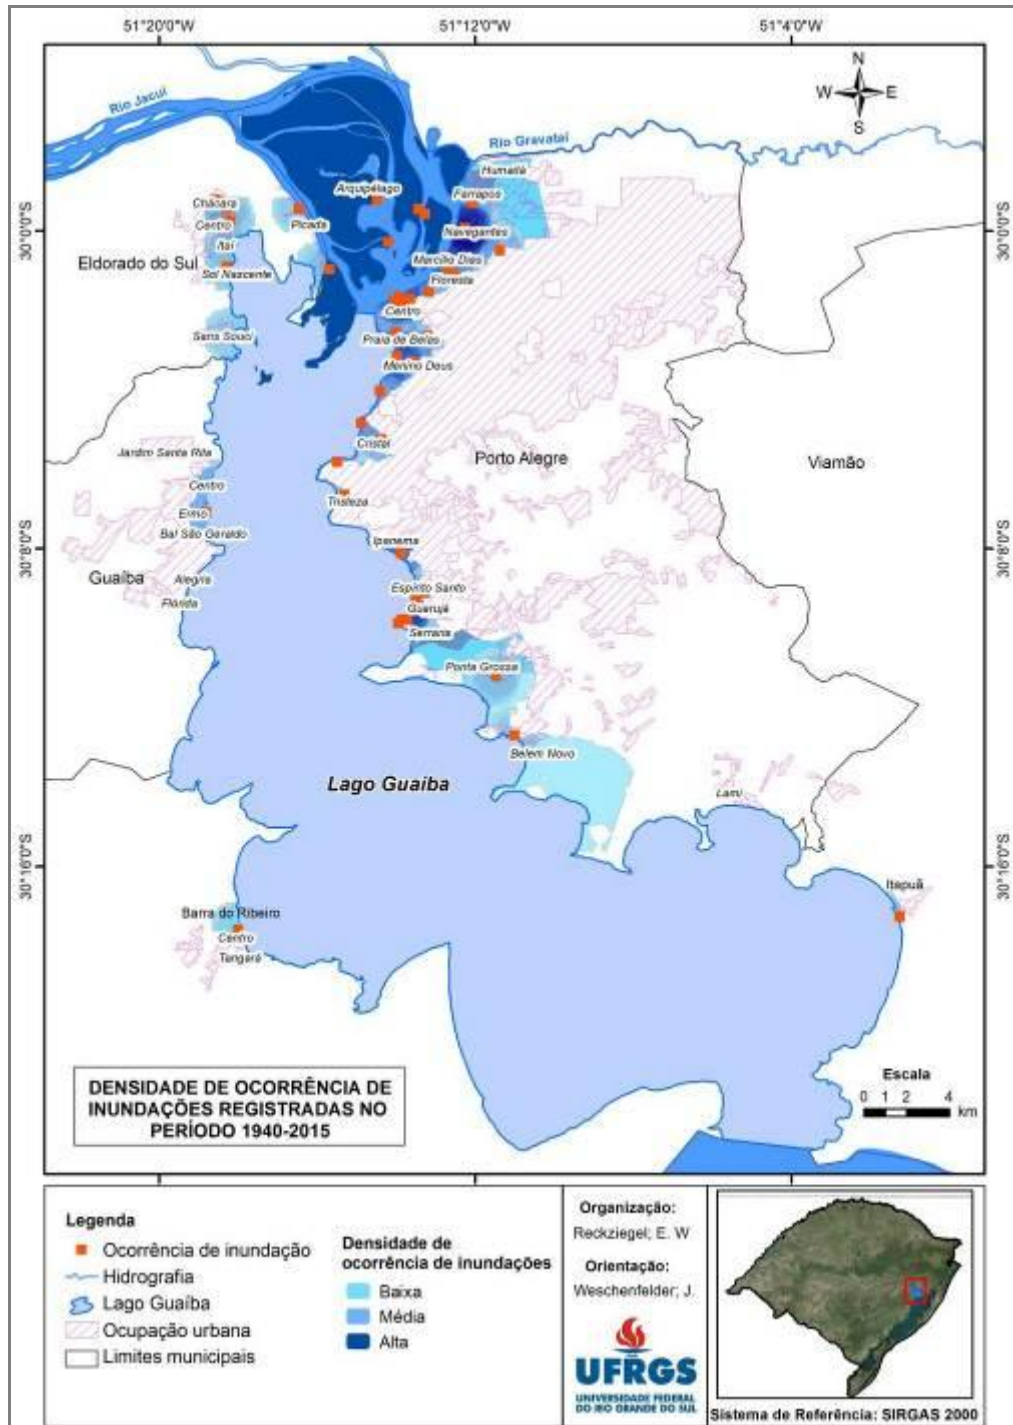 51°20'0"W 51°12'0"W 51°4'0"W
N
W E
S
Rio Jacuí
Rio Gravataí
Humaitá
Arquipélago
Farrapos
Chácara
Centro
Picada
Navegantes
30°0'0"S
30°0'0"S
Itaí
Eldorado do Sul
Sol Nascente
Marcílio Dias
Floresta
Centro
Sans Souci
Praia de Belas
Menino Deus
Cristal
Jardim Santa Rita
Porto Alegre
Viamão
Centro
Tristeza
Ermo
Bal São Geraldo
Ipanema
30°8'0"S
30°8'0"S
Guaíba
Alegria
Espírito Santo
Flórida
Guarujá
Serraria
Ponta Grossa
Belem Novo
Lago Guaíba
Lami
30°16'0"S
30°16'0"S
Itapuã
Barra do Ribeiro
Centro
Tangará
Escala
0 1 2 4
km
DENSIDADE DE OCORRÊNCIA DE
INUNDAÇÕES REGISTRADAS NO
PERÍODO 1940-2015
Legenda
Ocorrência de inundação
Hidrografia
Lago Guaíba
Ocupação urbana
Limites municipais
Densidade de
ocorrência de inundações
Baixa
Média
Alta
Organização:
Reckziegel; E. W
Orientação:
Weschenfelder; J.
UFRGS
UNIVERSIDADE FEDERAL
DO RIO GRANDE DO SUL
Sistema de Referência: SIRGAS 2000